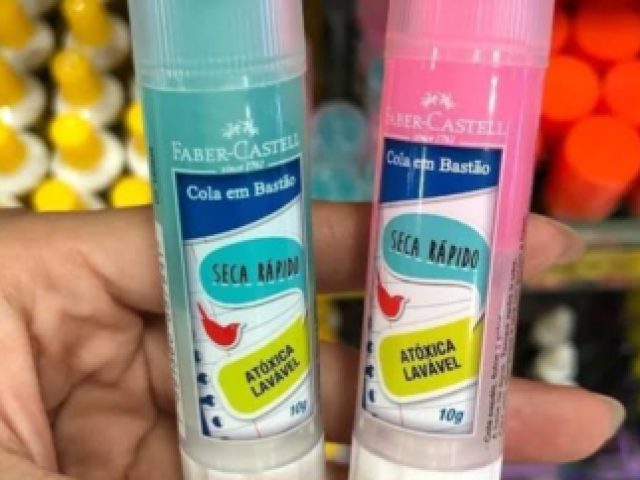 FABER-CASTELL
since 1761
Cola em Bastão
SECA RÁPIDO
ATÓXICA
LAVÁVEL
10g
FABER-CASTELL
since 1761
Cola em Bastão
SECA RÁPIDO
ATÓXICA
LAVÁVEL
10g